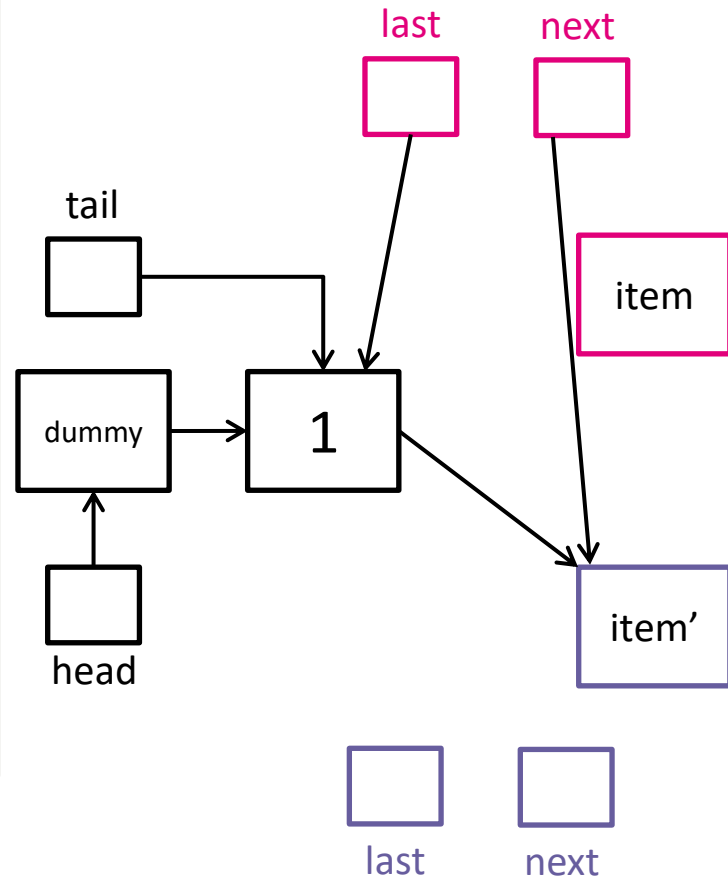 last next
tail
item
dummy 1
item’
head
last next